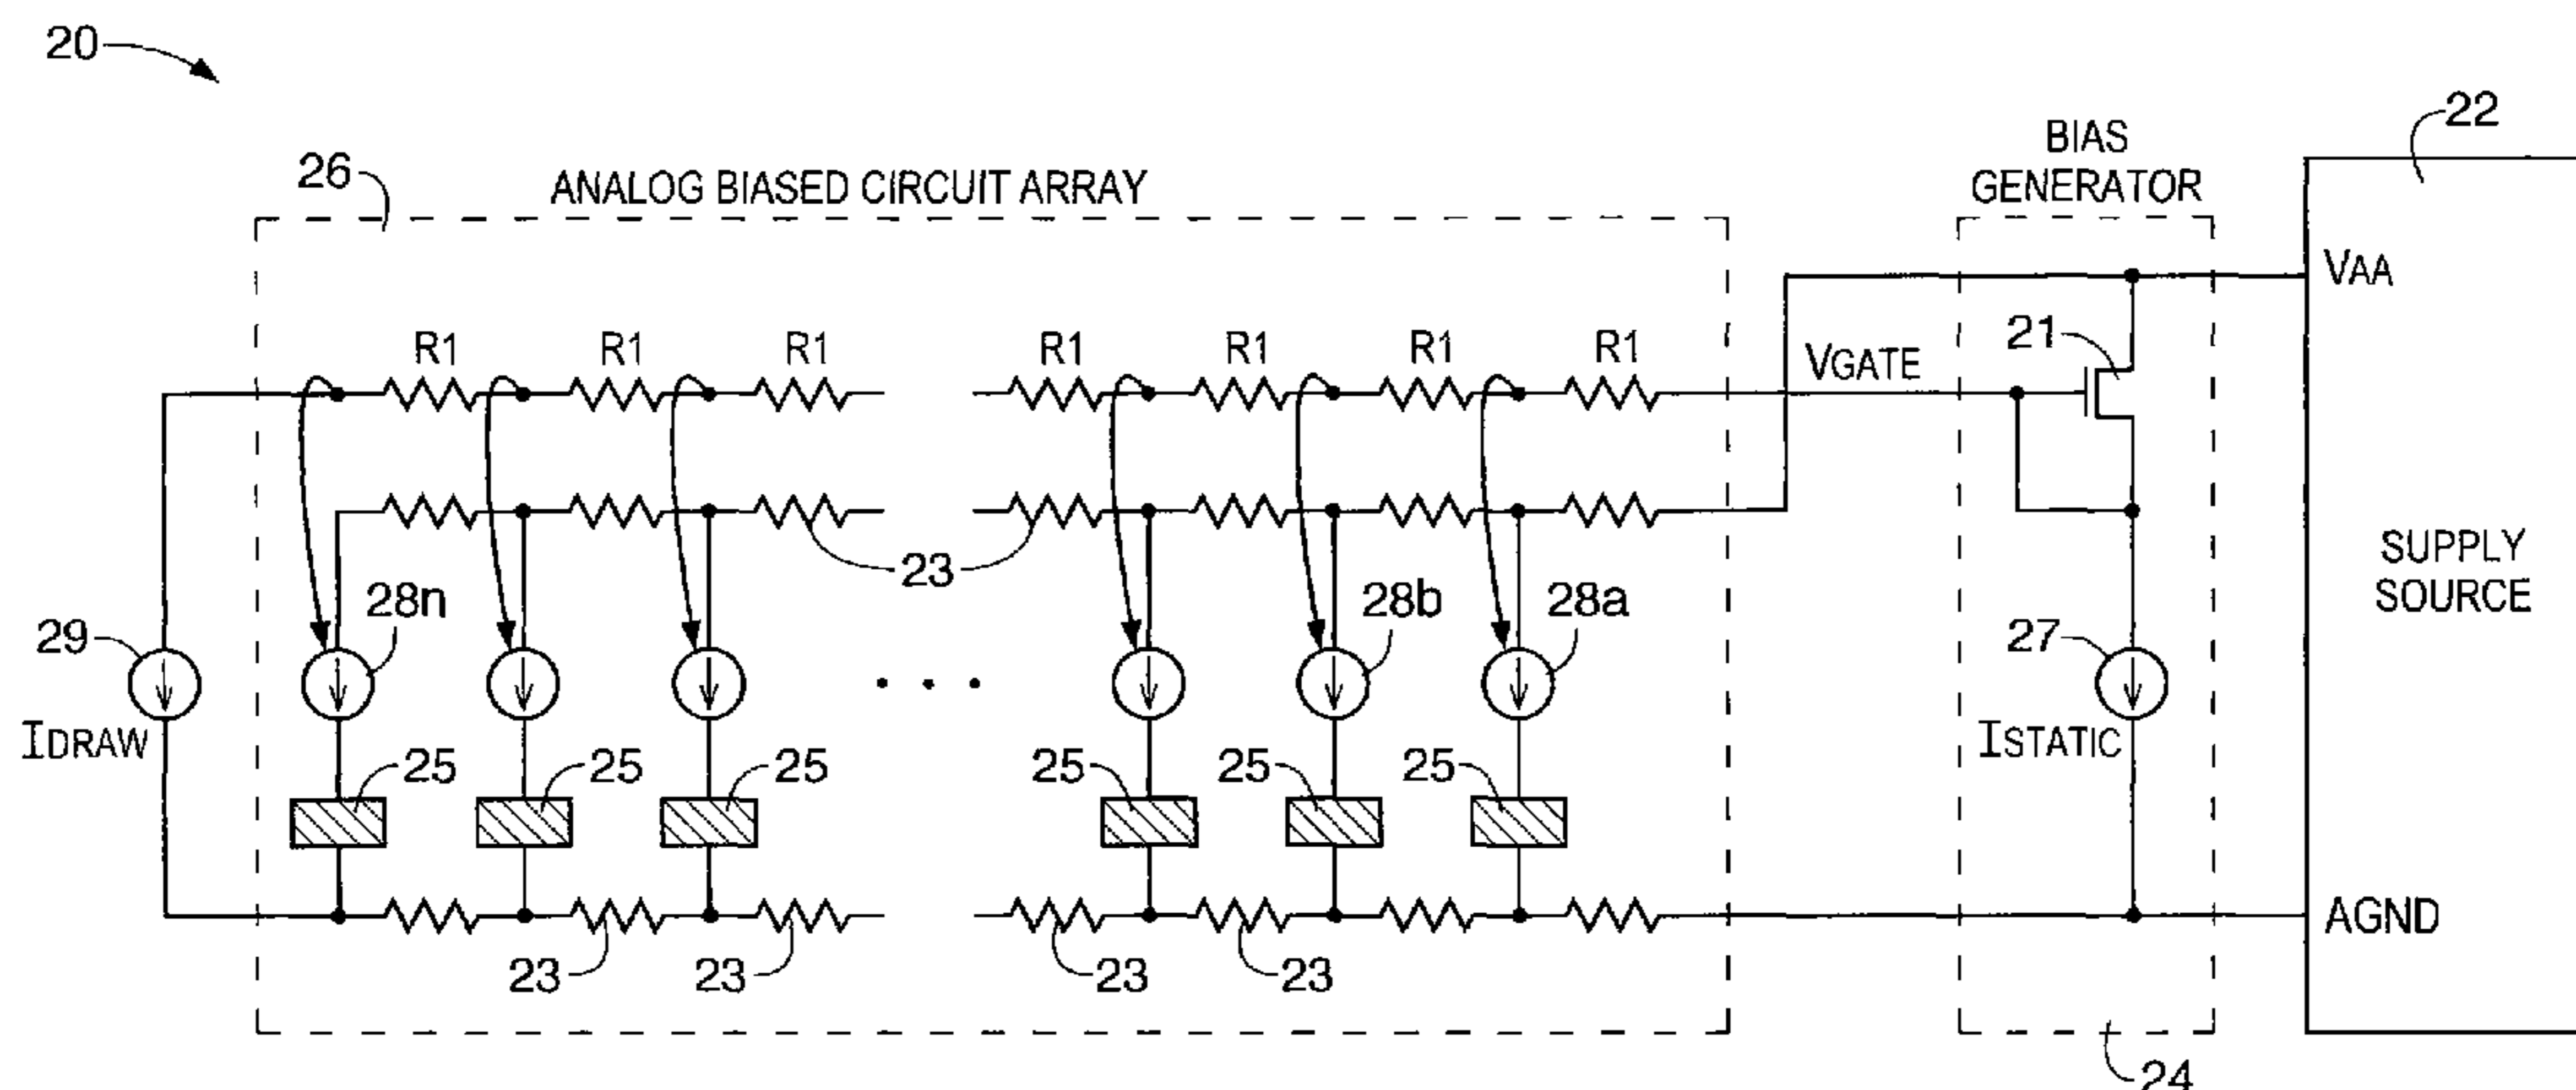 20
22
BIAS
GENERATOR
26
ANALOG BIASED CIRCUIT ARRAY
VAA
R1 R1 R1 R1 R1 R1 R1
VGATE
21
23
SUPPLY
SOURCE
28n
28b
28a
29
27
IDRAW
ISTATIC
25 25 25 25 25 25
AGND
23 23 23 23
24